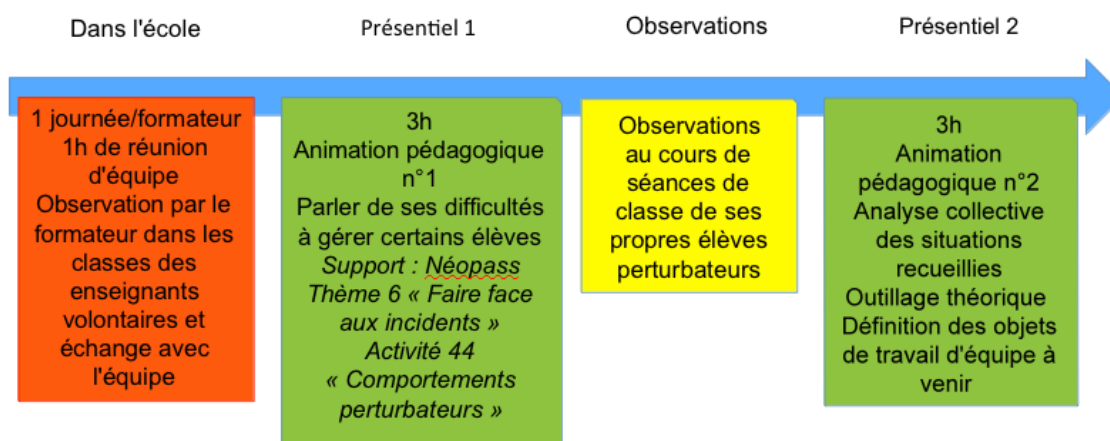 Dans l'école
Présentiel 1
Observations
Présentiel 2
1 journée/formateur
1h de réunion
d'équipe
Observation par le
formateur dans les
classes des
enseignants
volontaires et
échange avec
l'équipe
3h
Animation pédagogique
n°1
Parler de ses difficultés
à gérer certains élèves
Support : Néopass
Thème 6 « Faire face
aux incidents »
Activité 44
« Comportements
perturbateurs »
Observations
au cours de
séances de
classe de ses
propres élèves
perturbateurs
3h
Animation
pédagogique n°2
Analyse collective
des situations
recueillies
Outillage théorique
Définition des objets
de travail d'équipe à
venir